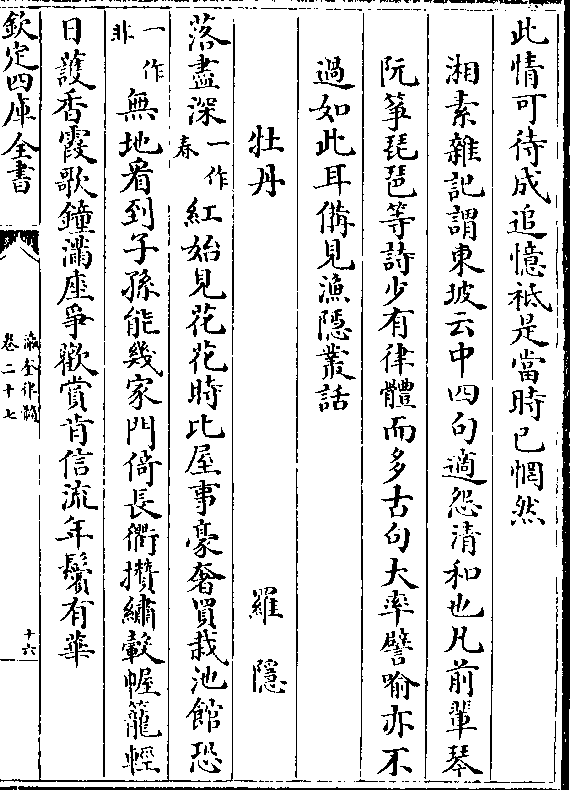 此情可待成追憶祇是當時已惘然
湘素雜記謂東坡云中四句適怨清和也凡前輩琴
阮箏琵琶等詩少有律體而多古句大率譬喻亦不
過如此耳備見漁隱叢話
牡丹 羅隱
落盡深一作春紅始見花花時比屋事豪奢買栽池館恐
一作非無地看到子孫能幾家門倚長衢攢繡轂幄籠輕
日護香霞歌鐘滿座爭歡賞肯信流年鬢有華
欽定四庫全書
瀛奎律髓
卷二十七
十六